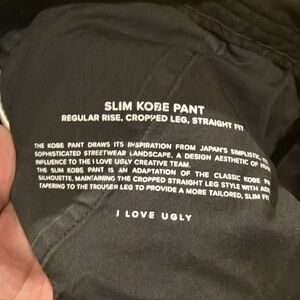 SLIM KOBE PANT
REGULAR RISE, CROPPED LEG, STRAIGHT FIT
THE KOBE PANT DRAWS ITS INSPIRATION FROM JAPAN'S SIMPLISTIC,
SOPHISTICATED STREETWEAR LANDSCAPE, A DESIGN AESTHETIC OF
INFLUENCE TO THE I LOVE UGLY CREATIVE TEAM.
THE SLIM KOBE PANT IS AN ADAPTATION OF THE CLASSIC KOBE
SILHOUETTE, MAINTAINING THE CROPPED STRAIGHT LEG STYLE WITH
TAPERING TO THE TROUSER LEG TO PROVIDE A MORE TAILORED, SLIM
I LOVE UGLY